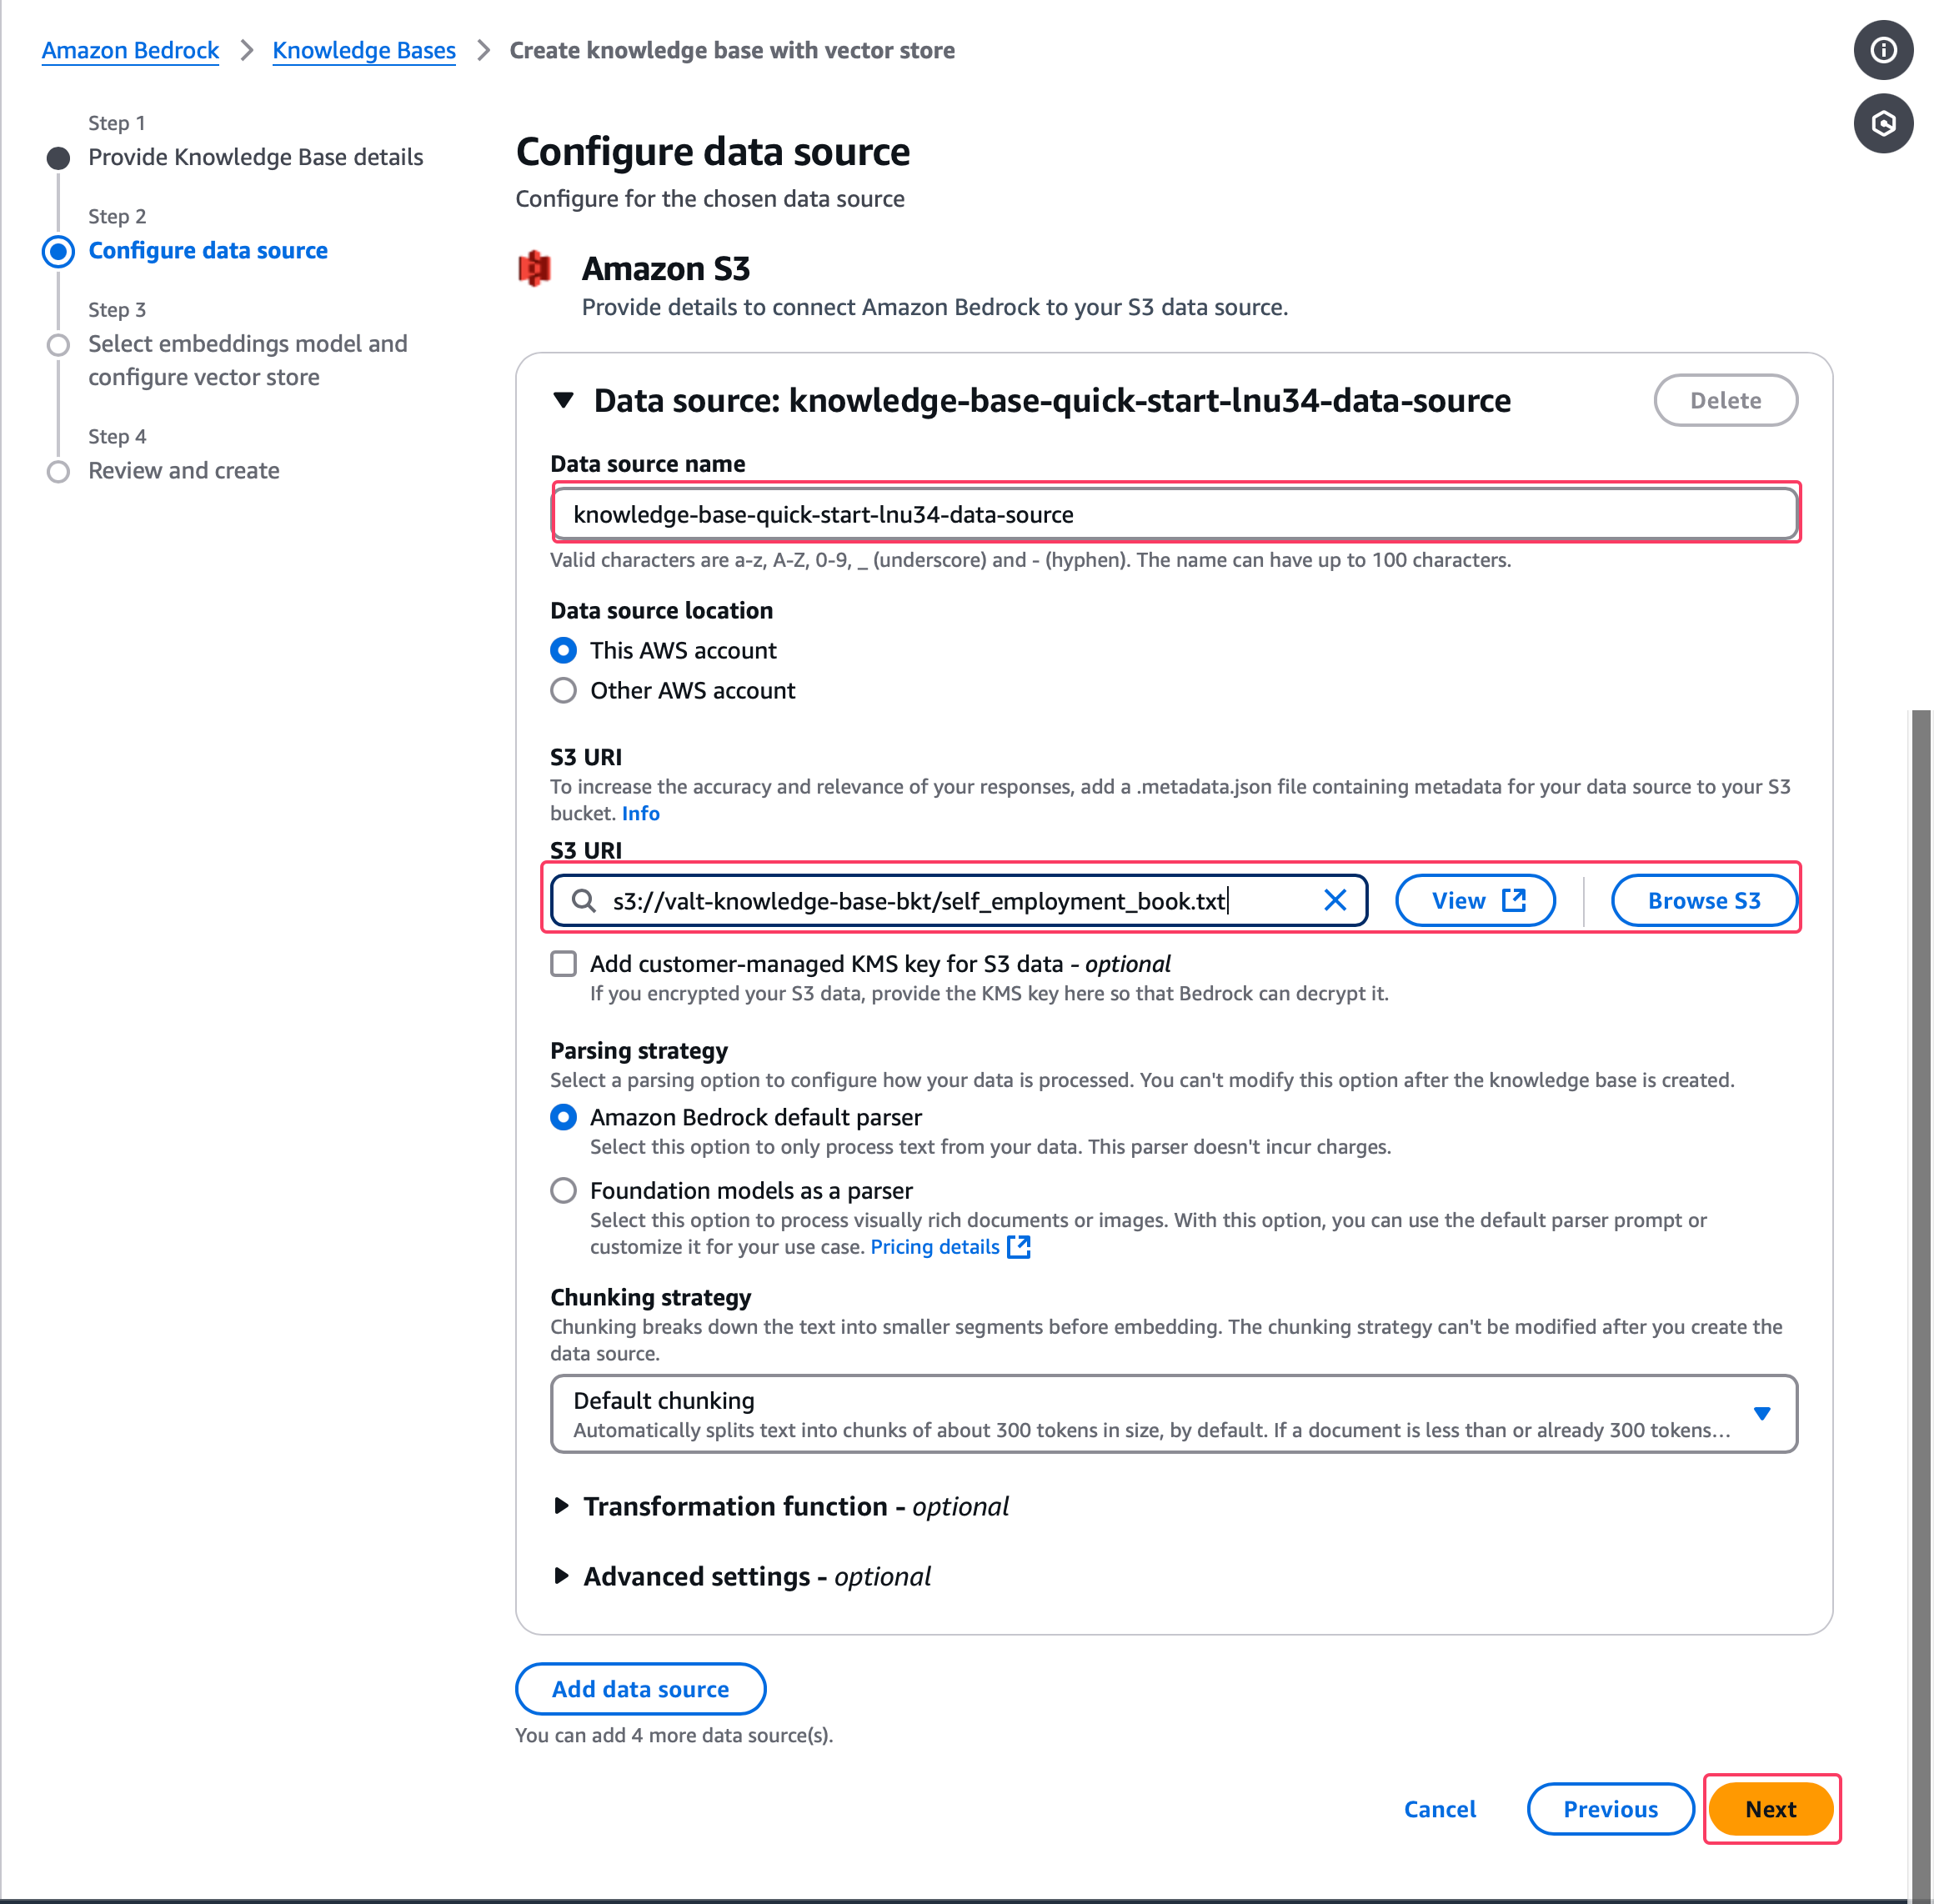 Amazon Bedrock > Knowledge Bases > Create knowledge base with vector store
Step 1
Provide Knowledge Base details
Step 2
Configure data source
Step 3
Select embeddings model and
configure vector store
Step 4
Review and create
Configure data source
Configure for the chosen data source
Amazon S3
Provide details to connect Amazon Bedrock to your S3 data source.
Data source: knowledge-base-quick-start-lnu34-data-source
Delete
Data source name
knowledge-base-quick-start-lnu34-data-source
Valid characters are a-z, A-Z, 0-9, _ (underscore) and - (hyphen). The name can have up to 100 characters.
Data source location
This AWS account
Other AWS account
S3 URI
To increase the accuracy and relevance of your responses, add a .metadata.json file containing metadata for your data source to your S3
bucket. Info
S3 URI
s3://valt-knowledge-base-bkt/self_employment_book.txt
View
Browse S3
Add customer-managed KMS key for S3 data - optional
If you encrypted your S3 data, provide the KMS key here so that Bedrock can decrypt it.
Parsing strategy
Select a parsing option to configure how your data is processed. You can't modify this option after the knowledge base is created.
Amazon Bedrock default parser
Select this option to only process text from your data. This parser doesn't incur charges.
Foundation models as a parser
Select this option to process visually rich documents or images. With this option, you can use the default parser prompt or
customize it for your use case. Pricing details
Chunking strategy
Chunking breaks down the text into smaller segments before embedding. The chunking strategy can't be modified after you create the
data source.
Default chunking
Automatically splits text into chunks of about 300 tokens in size, by default. If a document is less than or already 300 tokens...
Transformation function - optional
Advanced settings - optional
Add data source
You can add 4 more data source(s).
Cancel
Previous
Next